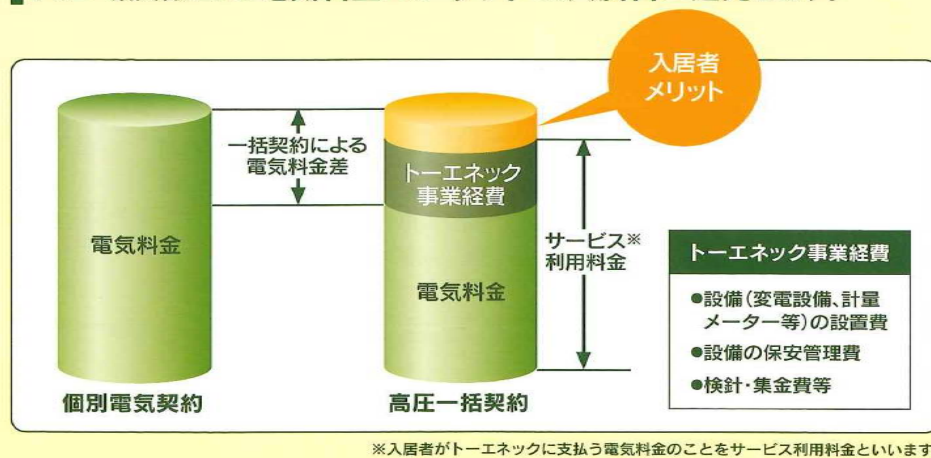 入居者
メリット
一括契約による
電気料金差
トーエネック
事業経費
電気料金
サービス※
利用料金
電気料金
トーエネック事業経費
●設備(変電設備、計量
メーター等)の設置費
●設備の保安管理費
●検針・集金費等
個別電気契約
高圧一括契約
※入居者がトーエネックに支払う電気料金のことをサービス利用料金といいます